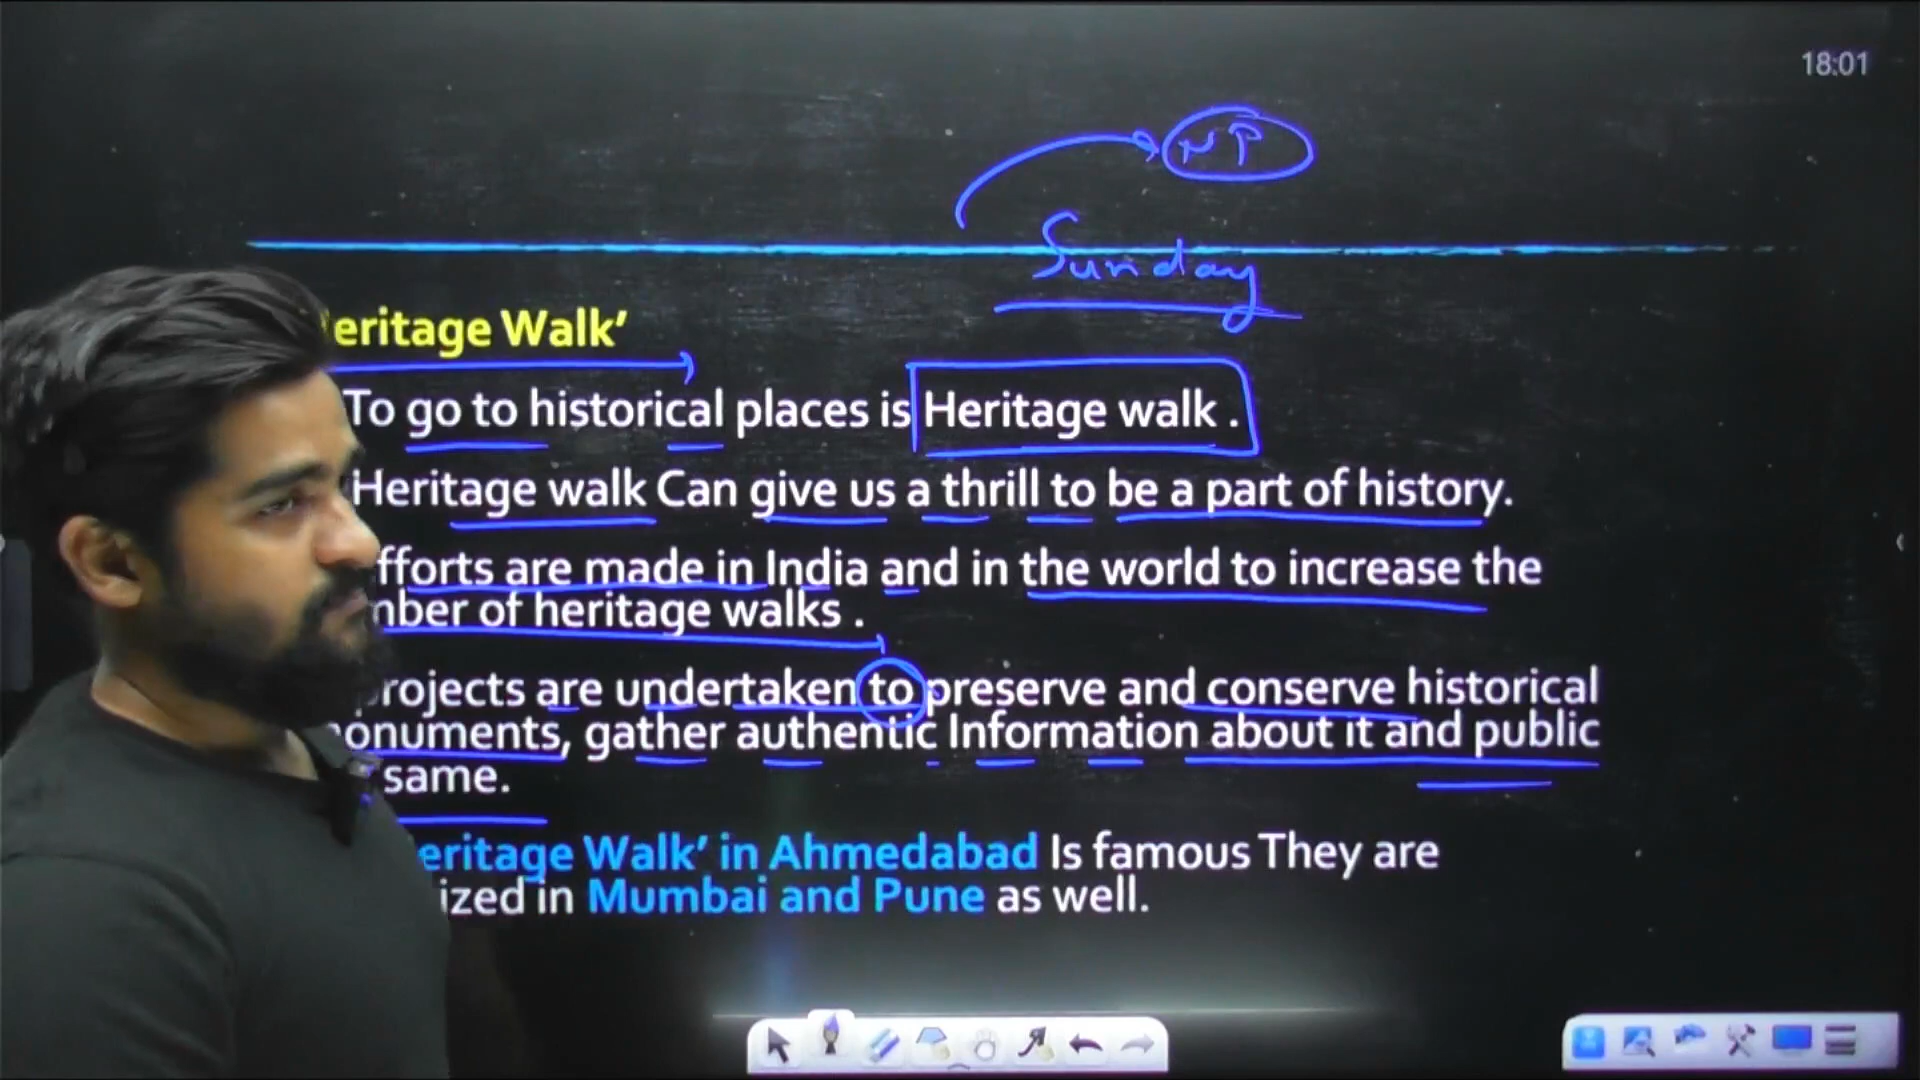 18:01
NP
Sunday
eritage Walk'
To go to historical places is Heritage walk .
Heritage walk Can give us a thrill to be a part of history.
fforts are made in India and in the world to increase the
mber of heritage walks .
projects are undertaken to preserve and conserve historical
onuments, gather authentic Information about it and public
same.
eritage Walk' in Ahmedabad Is famous They are
ized in Mumbai and Pune as well.